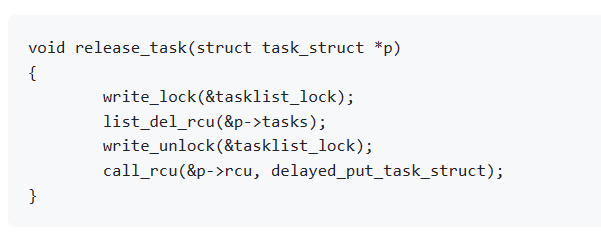 void release_task(struct task_struct *p)
{
        write_lock(&tasklist_lock);
        list_del_rcu(&p->tasks);
        write_unlock(&tasklist_lock);
        call_rcu(&p->rcu, delayed_put_task_struct);
}